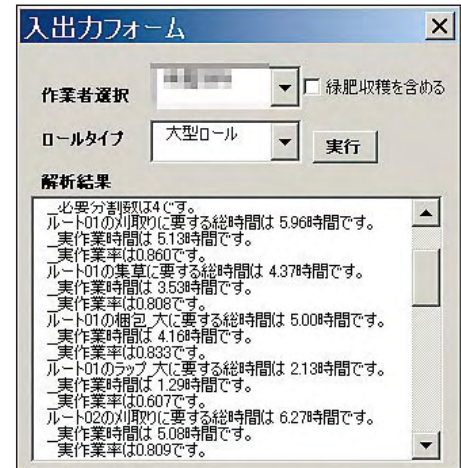 入出力フォーム
作業者選択
緑肥収穫を含める
ロールタイプ
大型ロール
実行
解析結果
_必要分割数は4です。
ルート01の刈取りに要する総時間は 5.96時間です。
_実作業時間は 5.13時間です。
_実作業率は0.860です。
ルート01の集草に要する総時間は 4.37時間です。
_実作業時間は 3.53時間です。
_実作業率は0.808です。
ルート01の梱包_大に要する総時間は 5.00時間です。
_実作業時間は 4.16時間です。
_実作業率は0.833です。
ルート01のラップ_大に要する総時間は 2.13時間です。
_実作業時間は 1.29時間です。
_実作業率は0.607です。
ルート02の刈取りに要する総時間は 6.27時間です。
_実作業時間は 5.08時間です。
_実作業率は0.809です。